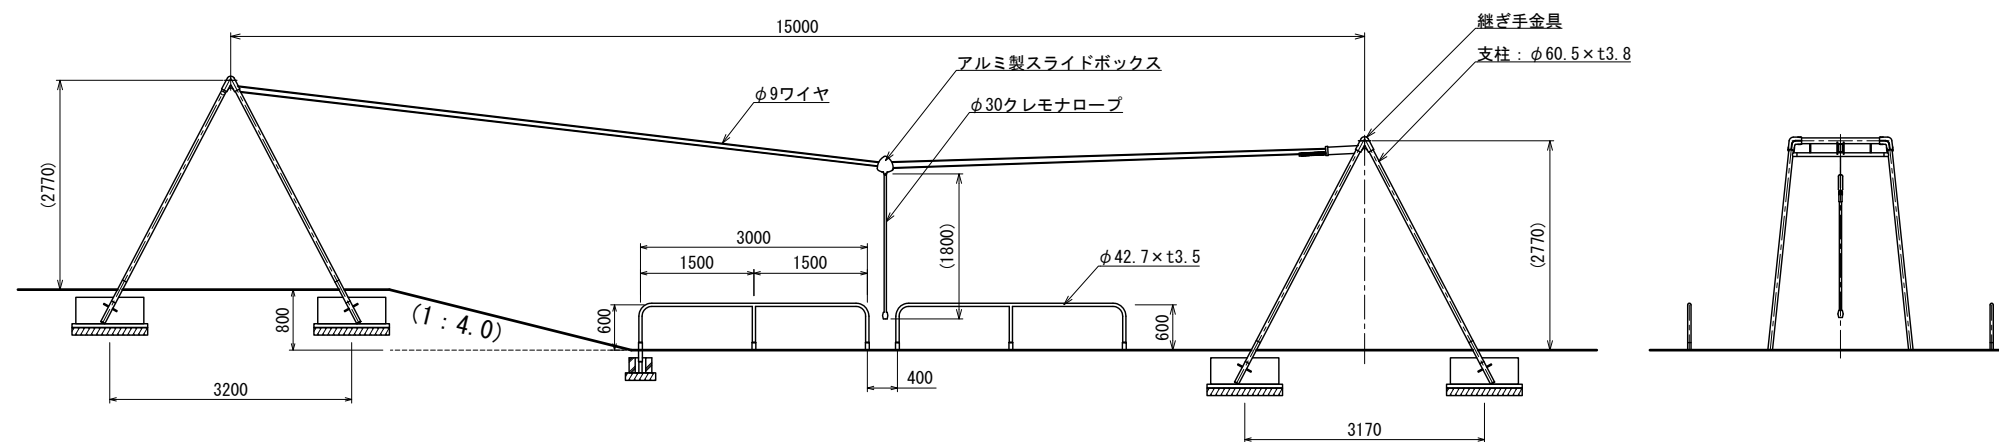 15000
継ぎ手金具
支柱：φ60.5×t3.8
アルミ製スライドボックス
φ9ワイヤ
φ30クレモナロープ
(2770)
(1800)
(2770)
3000
1500
1500
φ42.7×t3.5
800
(1：4.0)
600
600
400
3200
3170